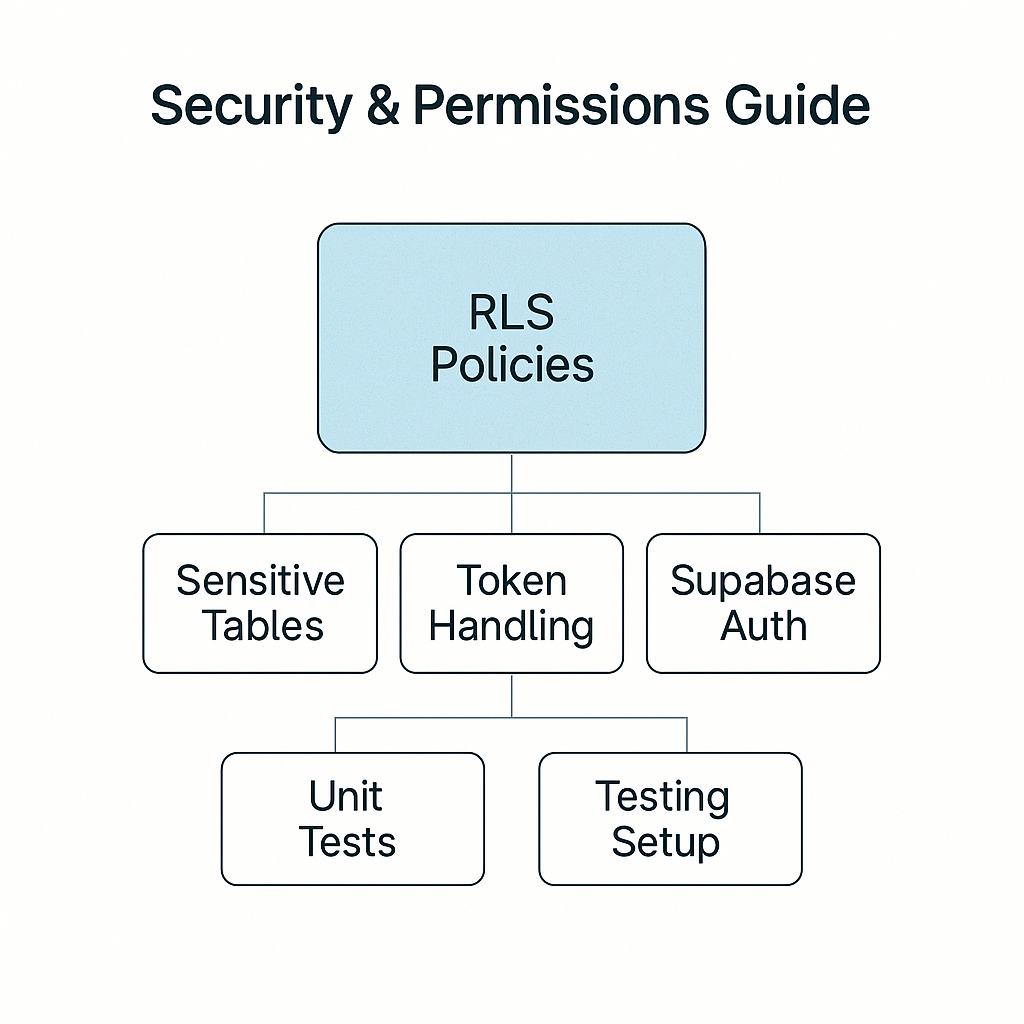 Security & Permissions Guide
RLS
Policies
Sensitive
Tables
Token
Handling
Supabase
Auth
Unit
Tests
Testing
Setup